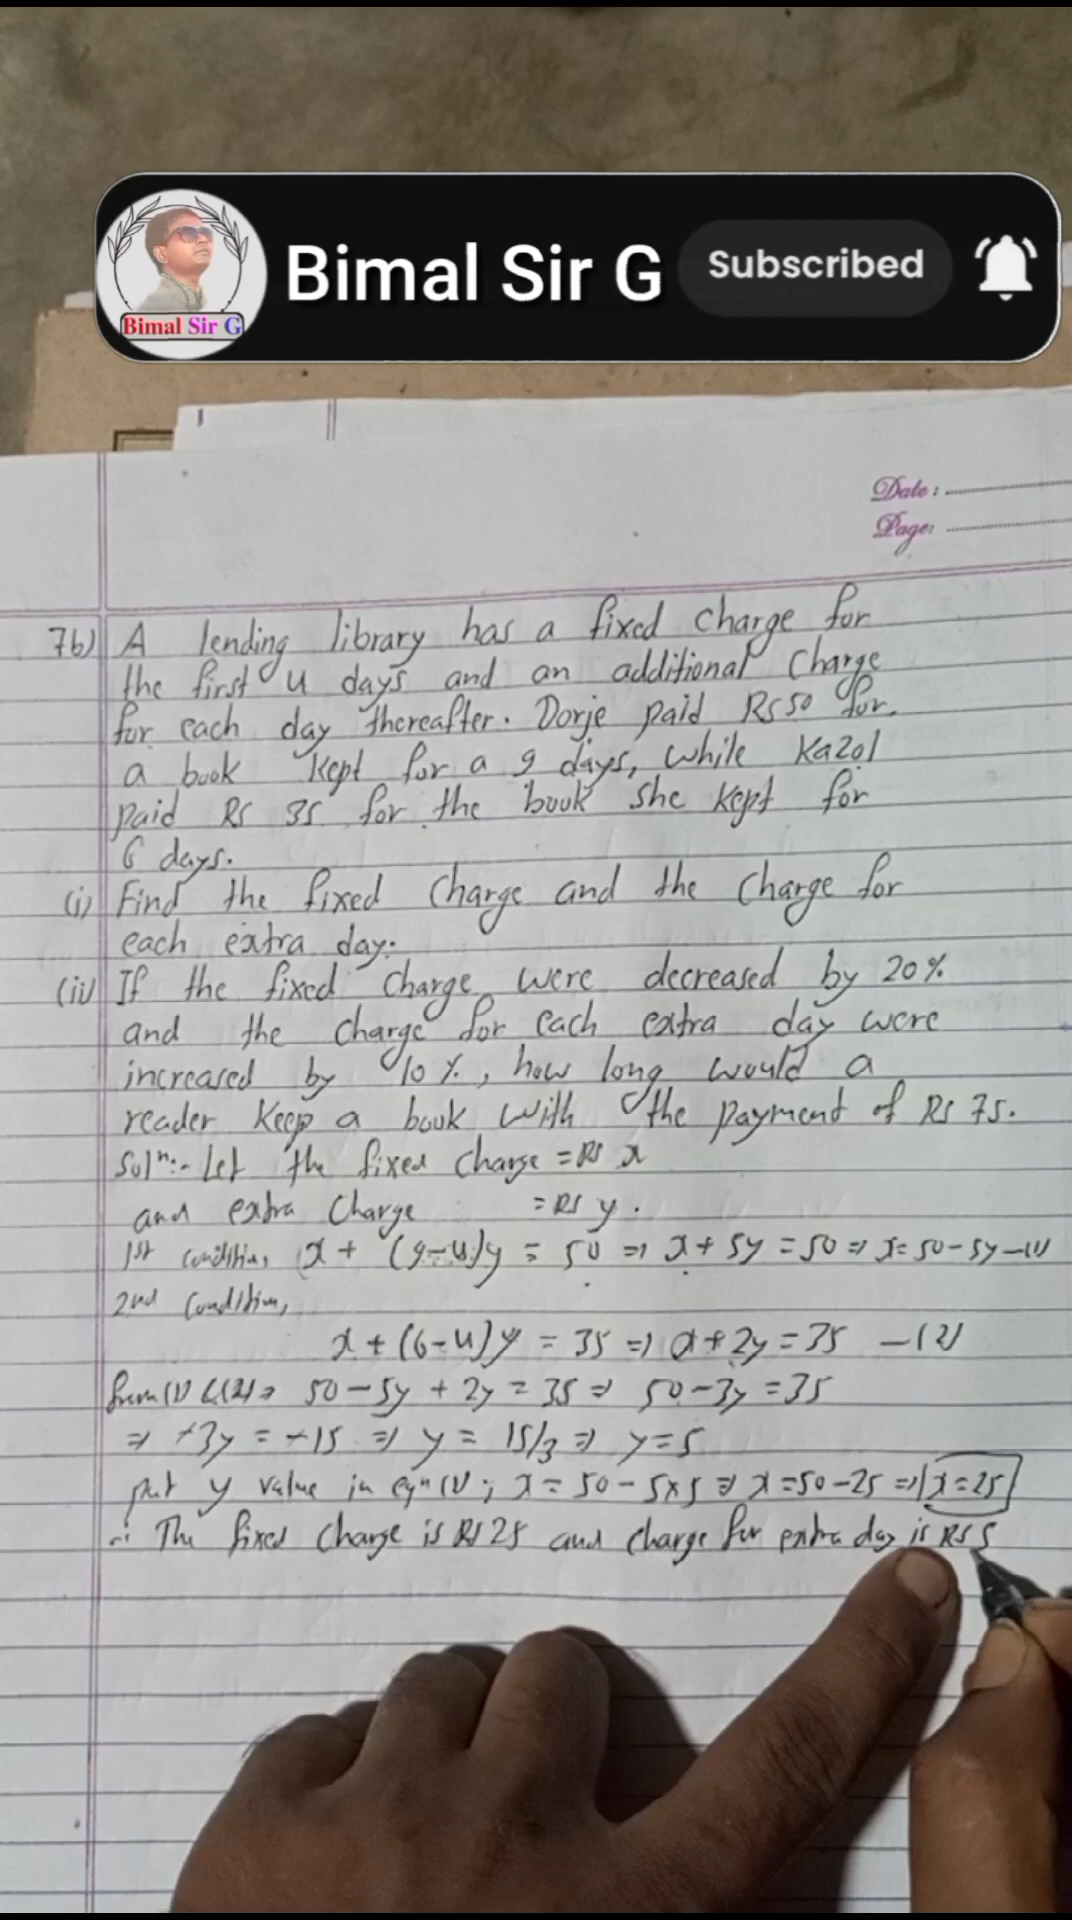 Bimal Sir G
Subscribed
Bimal Sir G
Date:
Page:
7b) A lending library has a fixed charge for
the first 4 days and an additional charge
for each day thereafter. Dorje paid Rs 50 for
a book kept for a 9 days, while Kazol
paid Rs 35 for the book she kept for
6 days.
(i) Find the fixed charge and the charge for
each extra day.
(ii) If the fixed charge were decreased by 20%
and the charge for each extra day were
increased by 10%, how long would a
reader keep a book with the payment of Rs 75.
Solⁿ:- Let the fixed charge = Rs x
and extra charge = Rs y.
1st condition, x + (9-4)y = 50 ⇒ x + 5y = 50 ⇒ x = 50 - 5y -(1)
2nd condition,
x + (6-4)y = 35 ⇒ x + 2y = 35 -(2)
from (1) & (2) ⇒ 50 - 5y + 2y = 35 ⇒ 50 - 3y = 35
⇒ -3y = -15 ⇒ y = 15/3 ⇒ y = 5
put y value in eqⁿ (1); x = 50 - 5×5 ⇒ x = 50 - 25 ⇒ x = 25
∴ The fixed charge is Rs 25 and charge for extra day is Rs 5